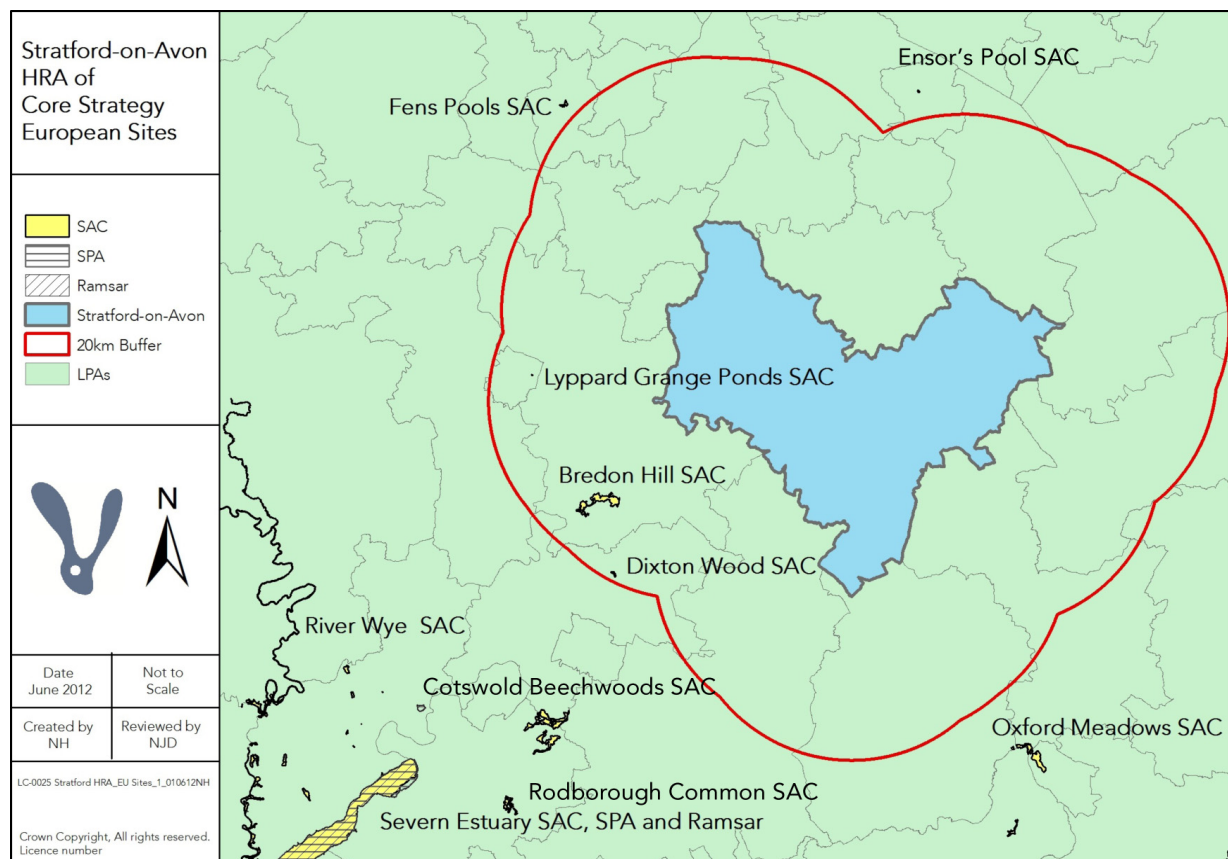 Stratford-on-Avon
HRA of
Core Strategy
European Sites
SAC
SPA
Ramsar
Stratford-on-Avon
20km Buffer
LPAs
N
Date
June 2012
Not to
Scale
Created by
NH
Reviewed by
NJD
LC-0025 Stratford HRA_EU Sites_1_010612NH
Crown Copyright, All rights reserved.
Licence number
Ensor's Pool SAC
Fens Pools SAC
Lyppard Grange Ponds SAC
Bredon Hill SAC
Dixton Wood SAC
River Wye SAC
Cotswold Beechwoods SAC
Oxford Meadows SAC
Rodborough Common SAC
Severn Estuary SAC, SPA and Ramsar